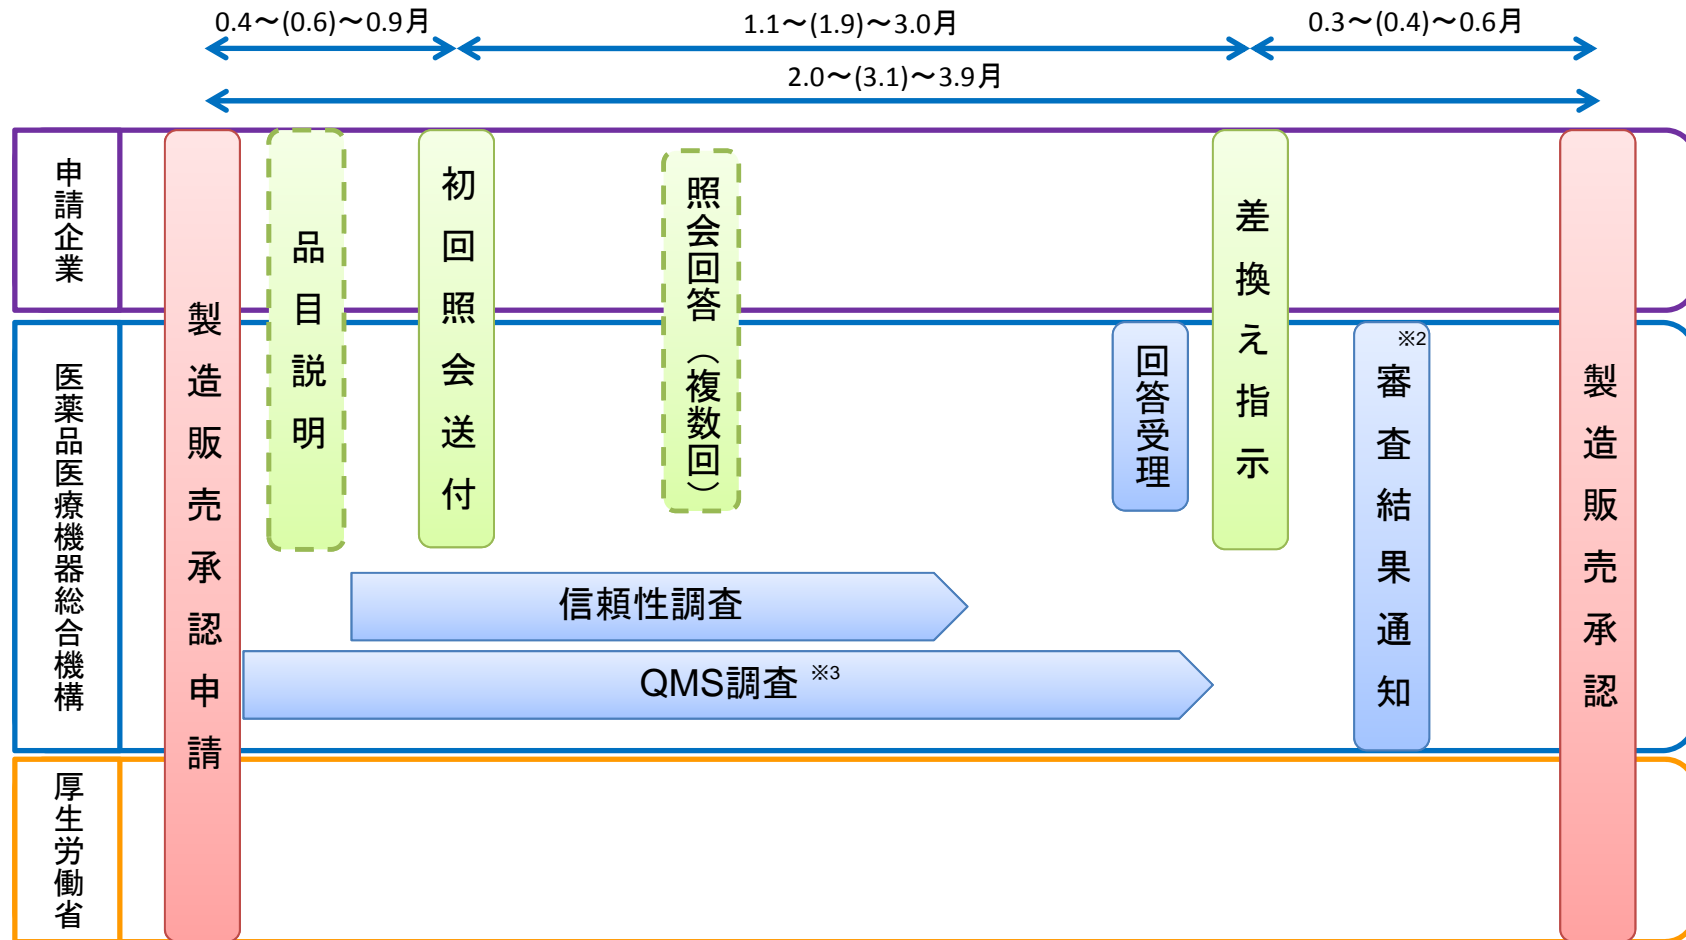 0.4～(0.6)～0.9月
1.1～(1.9)～3.0月
0.3～(0.4)～0.6月
2.0～(3.1)～3.9月
申請企業
医薬品医療機器総合機構
厚生労働省
製造販売承認申請
品目説明
初回照会送付
照会回答（複数回）
回答受理
差換え指示
※2
審査結果通知
製造販売承認
信頼性調査
QMS調査 ※3